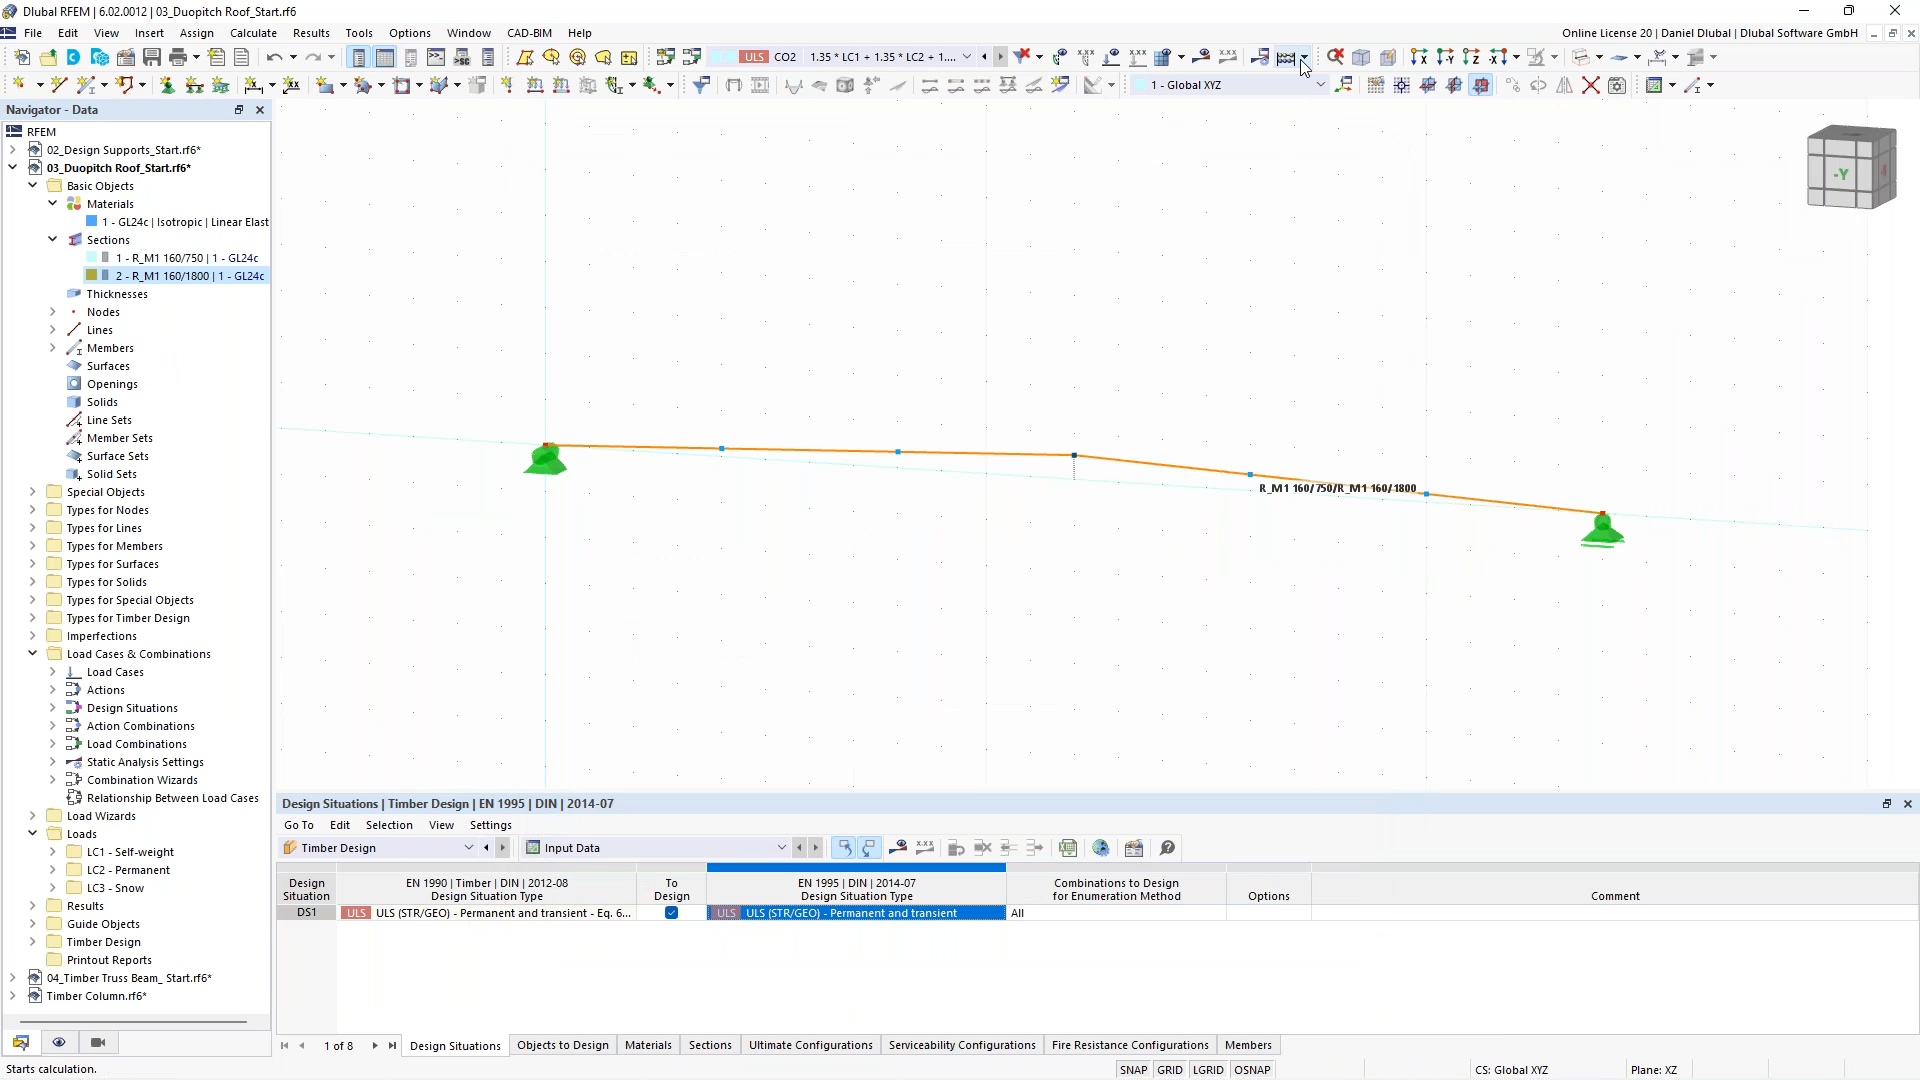 Dlubal RFEM | 6.02.0012 | 03_Duopitch Roof_Start.rf6*
File Edit View Insert Assign Calculate Results Tools Options Window CAD-BIM Help
Online License 20 | Daniel Dlubal | Dlubal Software GmbH
ULS CO2 1.35 * LC1 + 1.35 * LC2 + 1....
1 - Global XYZ
Navigator - Data
RFEM
02_Design Supports_Start.rf6*
03_Duopitch Roof_Start.rf6*
Basic Objects
Materials
1 - GL24c | Isotropic | Linear Elast
Sections
1 - R_M1 160/750 | 1 - GL24c
2 - R_M1 160/1800 | 1 - GL24c
Thicknesses
Nodes
Lines
Members
Surfaces
Openings
Solids
Line Sets
Member Sets
Surface Sets
Solid Sets
Special Objects
Types for Nodes
Types for Lines
Types for Members
Types for Surfaces
Types for Solids
Types for Special Objects
Types for Timber Design
Imperfections
Load Cases & Combinations
Load Cases
Actions
Design Situations
Action Combinations
Load Combinations
Static Analysis Settings
Combination Wizards
Relationship Between Load Cases
Load Wizards
Loads
LC1 - Self-weight
LC2 - Permanent
LC3 - Snow
Results
Guide Objects
Timber Design
Printout Reports
04_Timber Truss Beam_ Start.rf6*
Timber Column.rf6*
-Y
R_M1 160/750/R_M1 160/1800
Design Situations | Timber Design | EN 1995 | DIN | 2014-07
Go To Edit Selection View Settings
Timber Design Input Data
Design Situation
EN 1990 | Timber | DIN | 2012-08 Design Situation Type
To Design
EN 1995 | DIN | 2014-07 Design Situation Type
Combinations to Design for Enumeration Method
Options
Comment
DS1 ULS ULS (STR/GEO) - Permanent and transient - Eq. 6... ULS ULS (STR/GEO) - Permanent and transient All
1 of 8 Design Situations Objects to Design Materials Sections Ultimate Configurations Serviceability Configurations Fire Resistance Configurations Members
Starts calculation.
SNAP GRID LGRID OSNAP CS: Global XYZ Plane: XZ